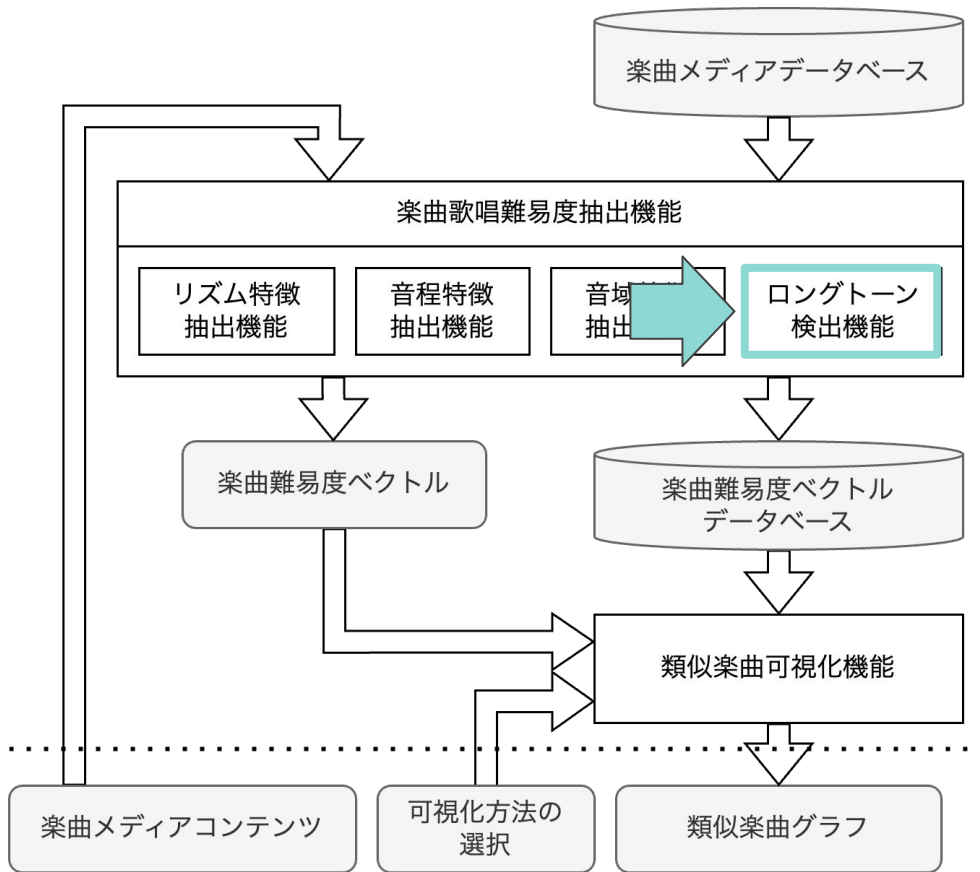 楽曲メディアデータベース
楽曲歌唱難易度抽出機能
リズム特徴
抽出機能
音程特徴
抽出機能
音域
抽出
ロングトーン
検出機能
楽曲難易度ベクトル
楽曲難易度ベクトル
データベース
類似楽曲可視化機能
楽曲メディアコンテンツ
可視化方法の
選択
類似楽曲グラフ